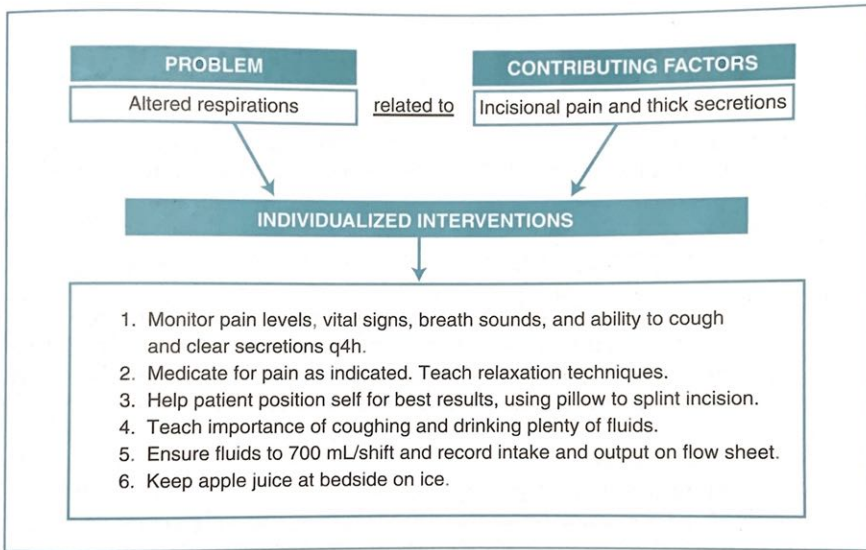 PROBLEM
CONTRIBUTING FACTORS
Altered respirations
related to
Incisional pain and thick secretions
INDIVIDUALIZED INTERVENTIONS
1. Monitor pain levels, vital signs, breath sounds, and ability to cough
and clear secretions q4h.
2. Medicate for pain as indicated. Teach relaxation techniques.
3. Help patient position self for best results, using pillow to splint incision.
4. Teach importance of coughing and drinking plenty of fluids.
5. Ensure fluids to 700 mL/shift and record intake and output on flow sheet.
6. Keep apple juice at bedside on ice.